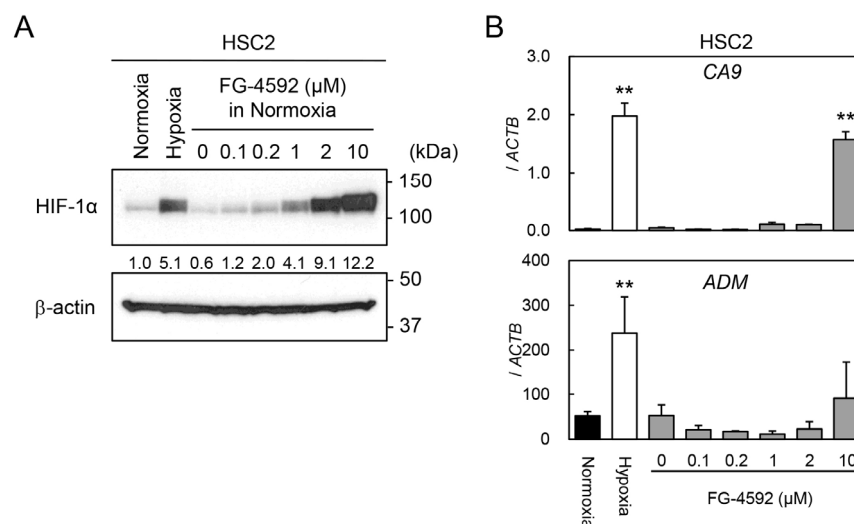 A
HSC2
Normoxia
Hypoxia
FG-4592 (μM)
in Normoxia
0 0.1 0.2 1 2 10 (kDa)
HIF-1α
150
100
1.0 5.1 0.6 1.2 2.0 4.1 9.1 12.2
β-actin
50
37
B
HSC2
CA9
/ ACTB
3.0
2.0
1.0
0.0
**
**
ADM
/ ACTB
400
300
200
100
0
**
Normoxia
Hypoxia
0 0.1 0.2 1 2 10
FG-4592 (μM)